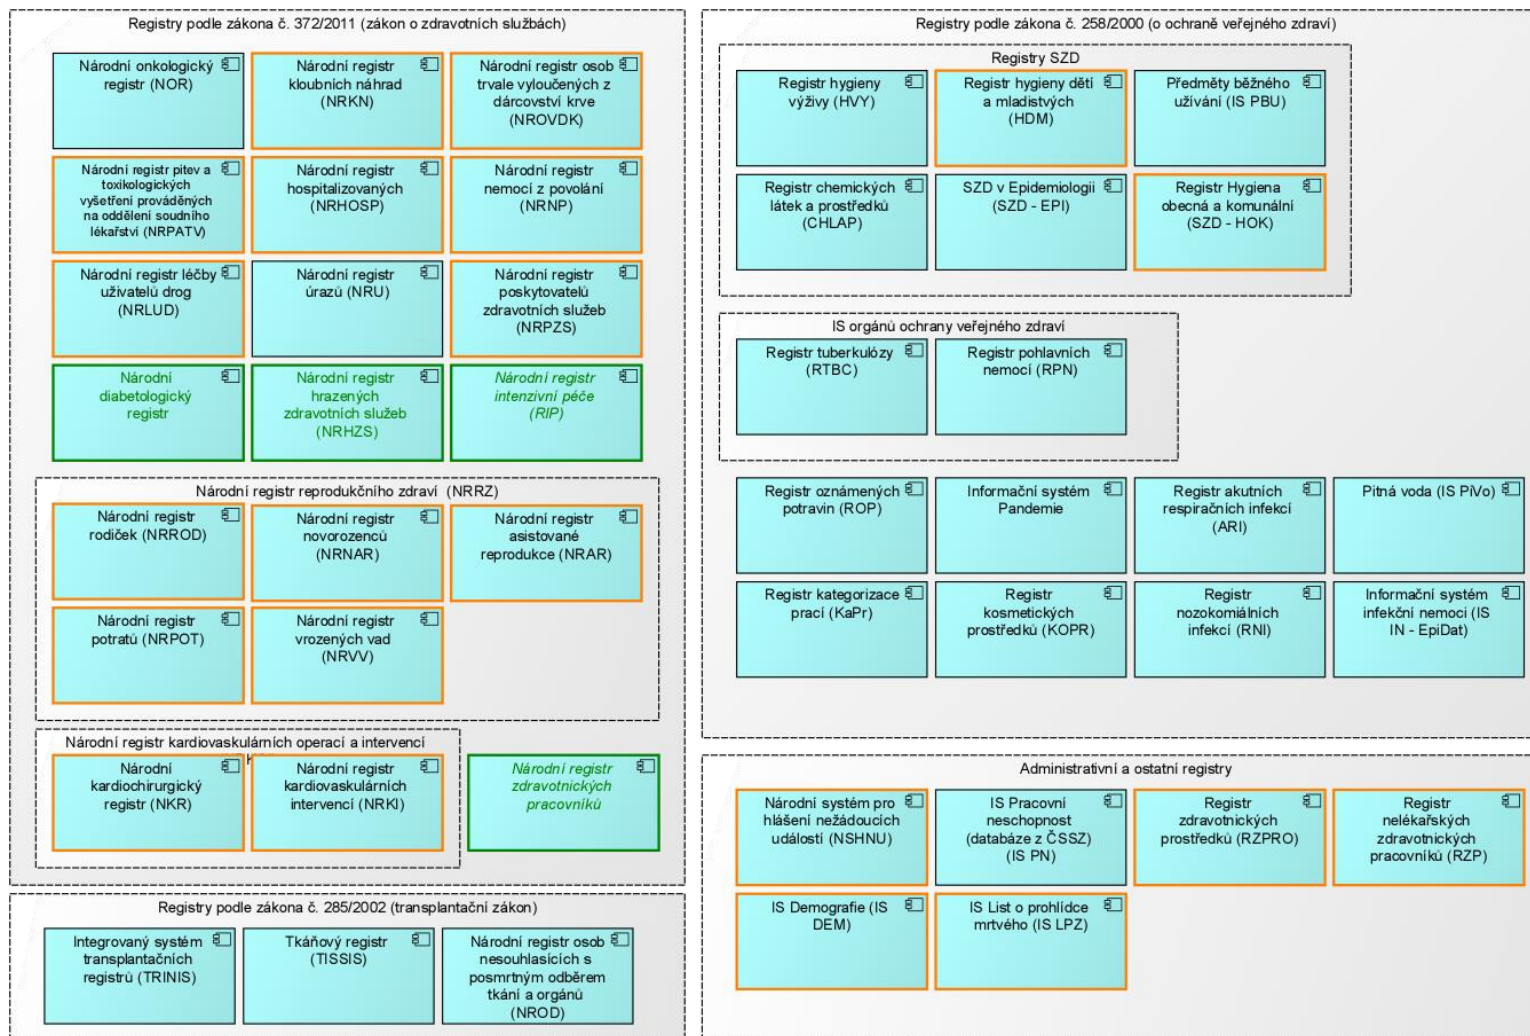 Registry podle zákona č. 372/2011 (zákon o zdravotních službách)
Národní onkologický
registr (NOR)
Národní registr
kloubních náhrad
(NRKN)
Národní registr osob
trvale vyloučených z
dárcovství krve
(NROVDK)
Národní registr pitev a
toxikologických
vyšetření prováděných
na oddělení soudního
lékařství (NRPATV)
Národní registr
hospitalizovaných
(NRHOSP)
Národní registr
nemocí z povolání
(NRNP)
Národní registr léčby
uživatelů drog
(NRLUD)
Národní registr
úrazů (NRU)
Národní registr
poskytovatelů
zdravotních služeb
(NRPZS)
Národní
diabetologický
registr
Národní registr
hrazených
zdravotních služeb
(NRHZS)
Národní registr
intenzivní péče
(RIP)
Národní registr reprodukčního zdraví (NRRZ)
Národní registr
rodiček (NRROD)
Národní registr
novorozenců
(NRNAR)
Národní registr
asistované
reprodukce (NRAR)
Národní registr
potratů (NRPOT)
Národní registr
vrozených vad
(NRVV)
Národní registr kardiovaskulárních operací a intervencí
Národní
kardiochirurgický
registr (NKR)
Národní registr
kardiovaskulárních
intervencí (NRKI)
Národní registr
zdravotnických
pracovníků
Registry podle zákona č. 285/2002 (transplantační zákon)
Integrovaný systém
transplantačních
registrů (TRINIS)
Tkáňový registr
(TISSIS)
Národní registr osob
nesouhlasících s
posmrtným odběrem
tkání a orgánů
(NROD)
Registry podle zákona č. 258/2000 (o ochraně veřejného zdraví)
Registry SZD
Registr hygieny
výživy (HVY)
Registr hygieny dětí
a mladistvých
(HDM)
Předměty běžného
užívání (IS PBU)
Registr chemických
látek a prostředků
(CHLAP)
SZD v Epidemiologii
(SZD - EPI)
Registr Hygiena
obecná a komunální
(SZD - HOK)
IS orgánů ochrany veřejného zdraví
Registr tuberkulózy
(RTBC)
Registr pohlavních
nemocí (RPN)
Registr oznámených
potravin (ROP)
Informační systém
Pandemie
Registr akutních
respiračních infekcí
(ARI)
Pitná voda (IS PiVo)
Registr kategorizace
prací (KaPr)
Registr
kosmetických
prostředků (KOPR)
Registr
nozokomiálních
infekcí (RNI)
Informační systém
infekční nemoci (IS
IN - EpiDat)
Administrativní a ostatní registry
Národní systém pro
hlášení nežádoucích
událostí (NSHNU)
IS Pracovní
neschopnost
(databáze z ČSSZ)
(IS PN)
Registr
zdravotnických
prostředků (RZPRO)
Registr
nelékařských
zdravotnických
pracovníků (RZP)
IS Demografie (IS
DEM)
IS List o prohlídce
mrtvého (IS LPZ)